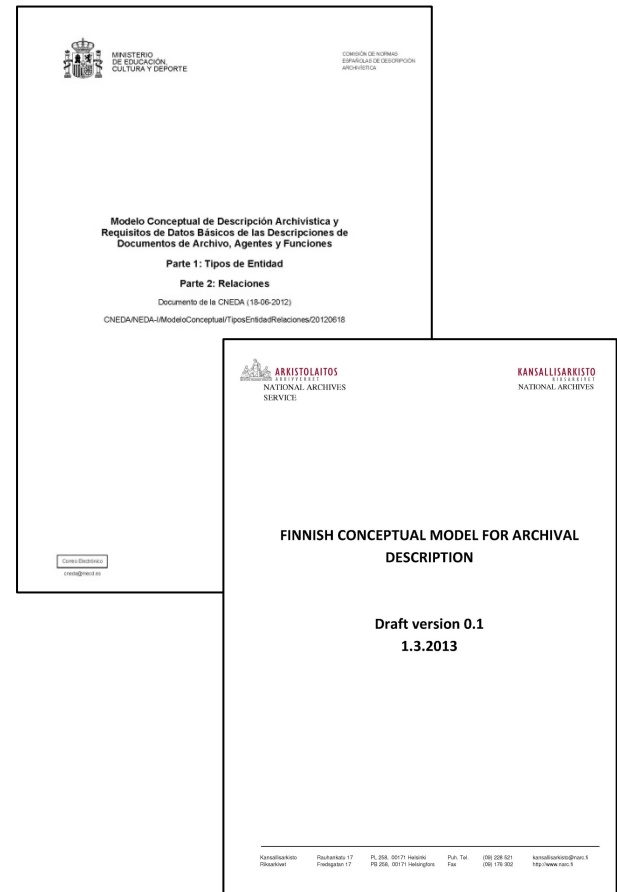 MINISTERIO
DE EDUCACIÓN,
CULTURA Y DEPORTE
COMISIÓN DE NORMAS
ESPAÑOLAS DE DESCRIPCIÓN
ARCHIVÍSTICA
Modelo Conceptual de Descripción Archivística y
Requisitos de Datos Básicos de las Descripciones de
Documentos de Archivo, Agentes y Funciones
Parte 1: Tipos de Entidad
Parte 2: Relaciones
Documento de la CNEDA (18-06-2012)
CNEDA/NEDA-I/ModeloConceptual/TiposEntidadRelaciones/20120618
Correo Electrónico
cneda@mecd.es
ARKISTOLAITOS
ARKIVVERKET
NATIONAL ARCHIVES
SERVICE
KANSALLISARKISTO
RIKSARKIVET
NATIONAL ARCHIVES
FINNISH CONCEPTUAL MODEL FOR ARCHIVAL
DESCRIPTION
Draft version 0.1
1.3.2013
Kansallisarkisto Rauhankatu 17 PL 258, 00171 Helsinki Puh. Tel. (09) 228 521 kansallisarkisto@narc.fi
Riksarkivet Fredsgatan 17 PB 258, 00171 Helsingfors Fax (09) 176 302 http://www.narc.fi